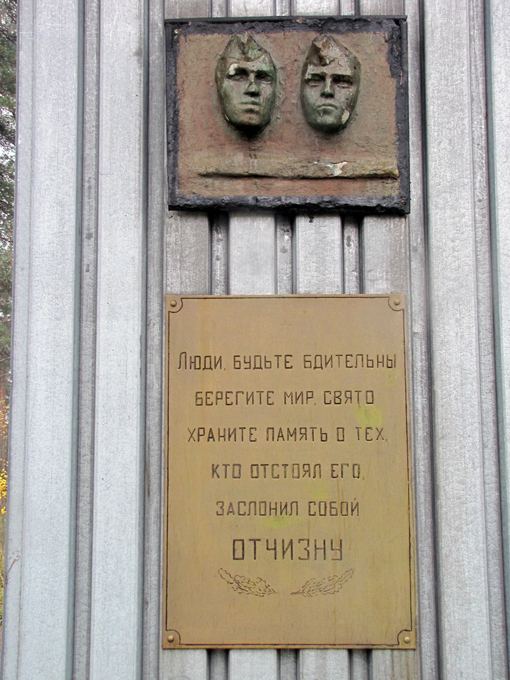 Люди, будьте бдительны
берегите мир, свято
храните память о тех,
кто отстоял его,
заслонил собой
ОТЧИЗНУ